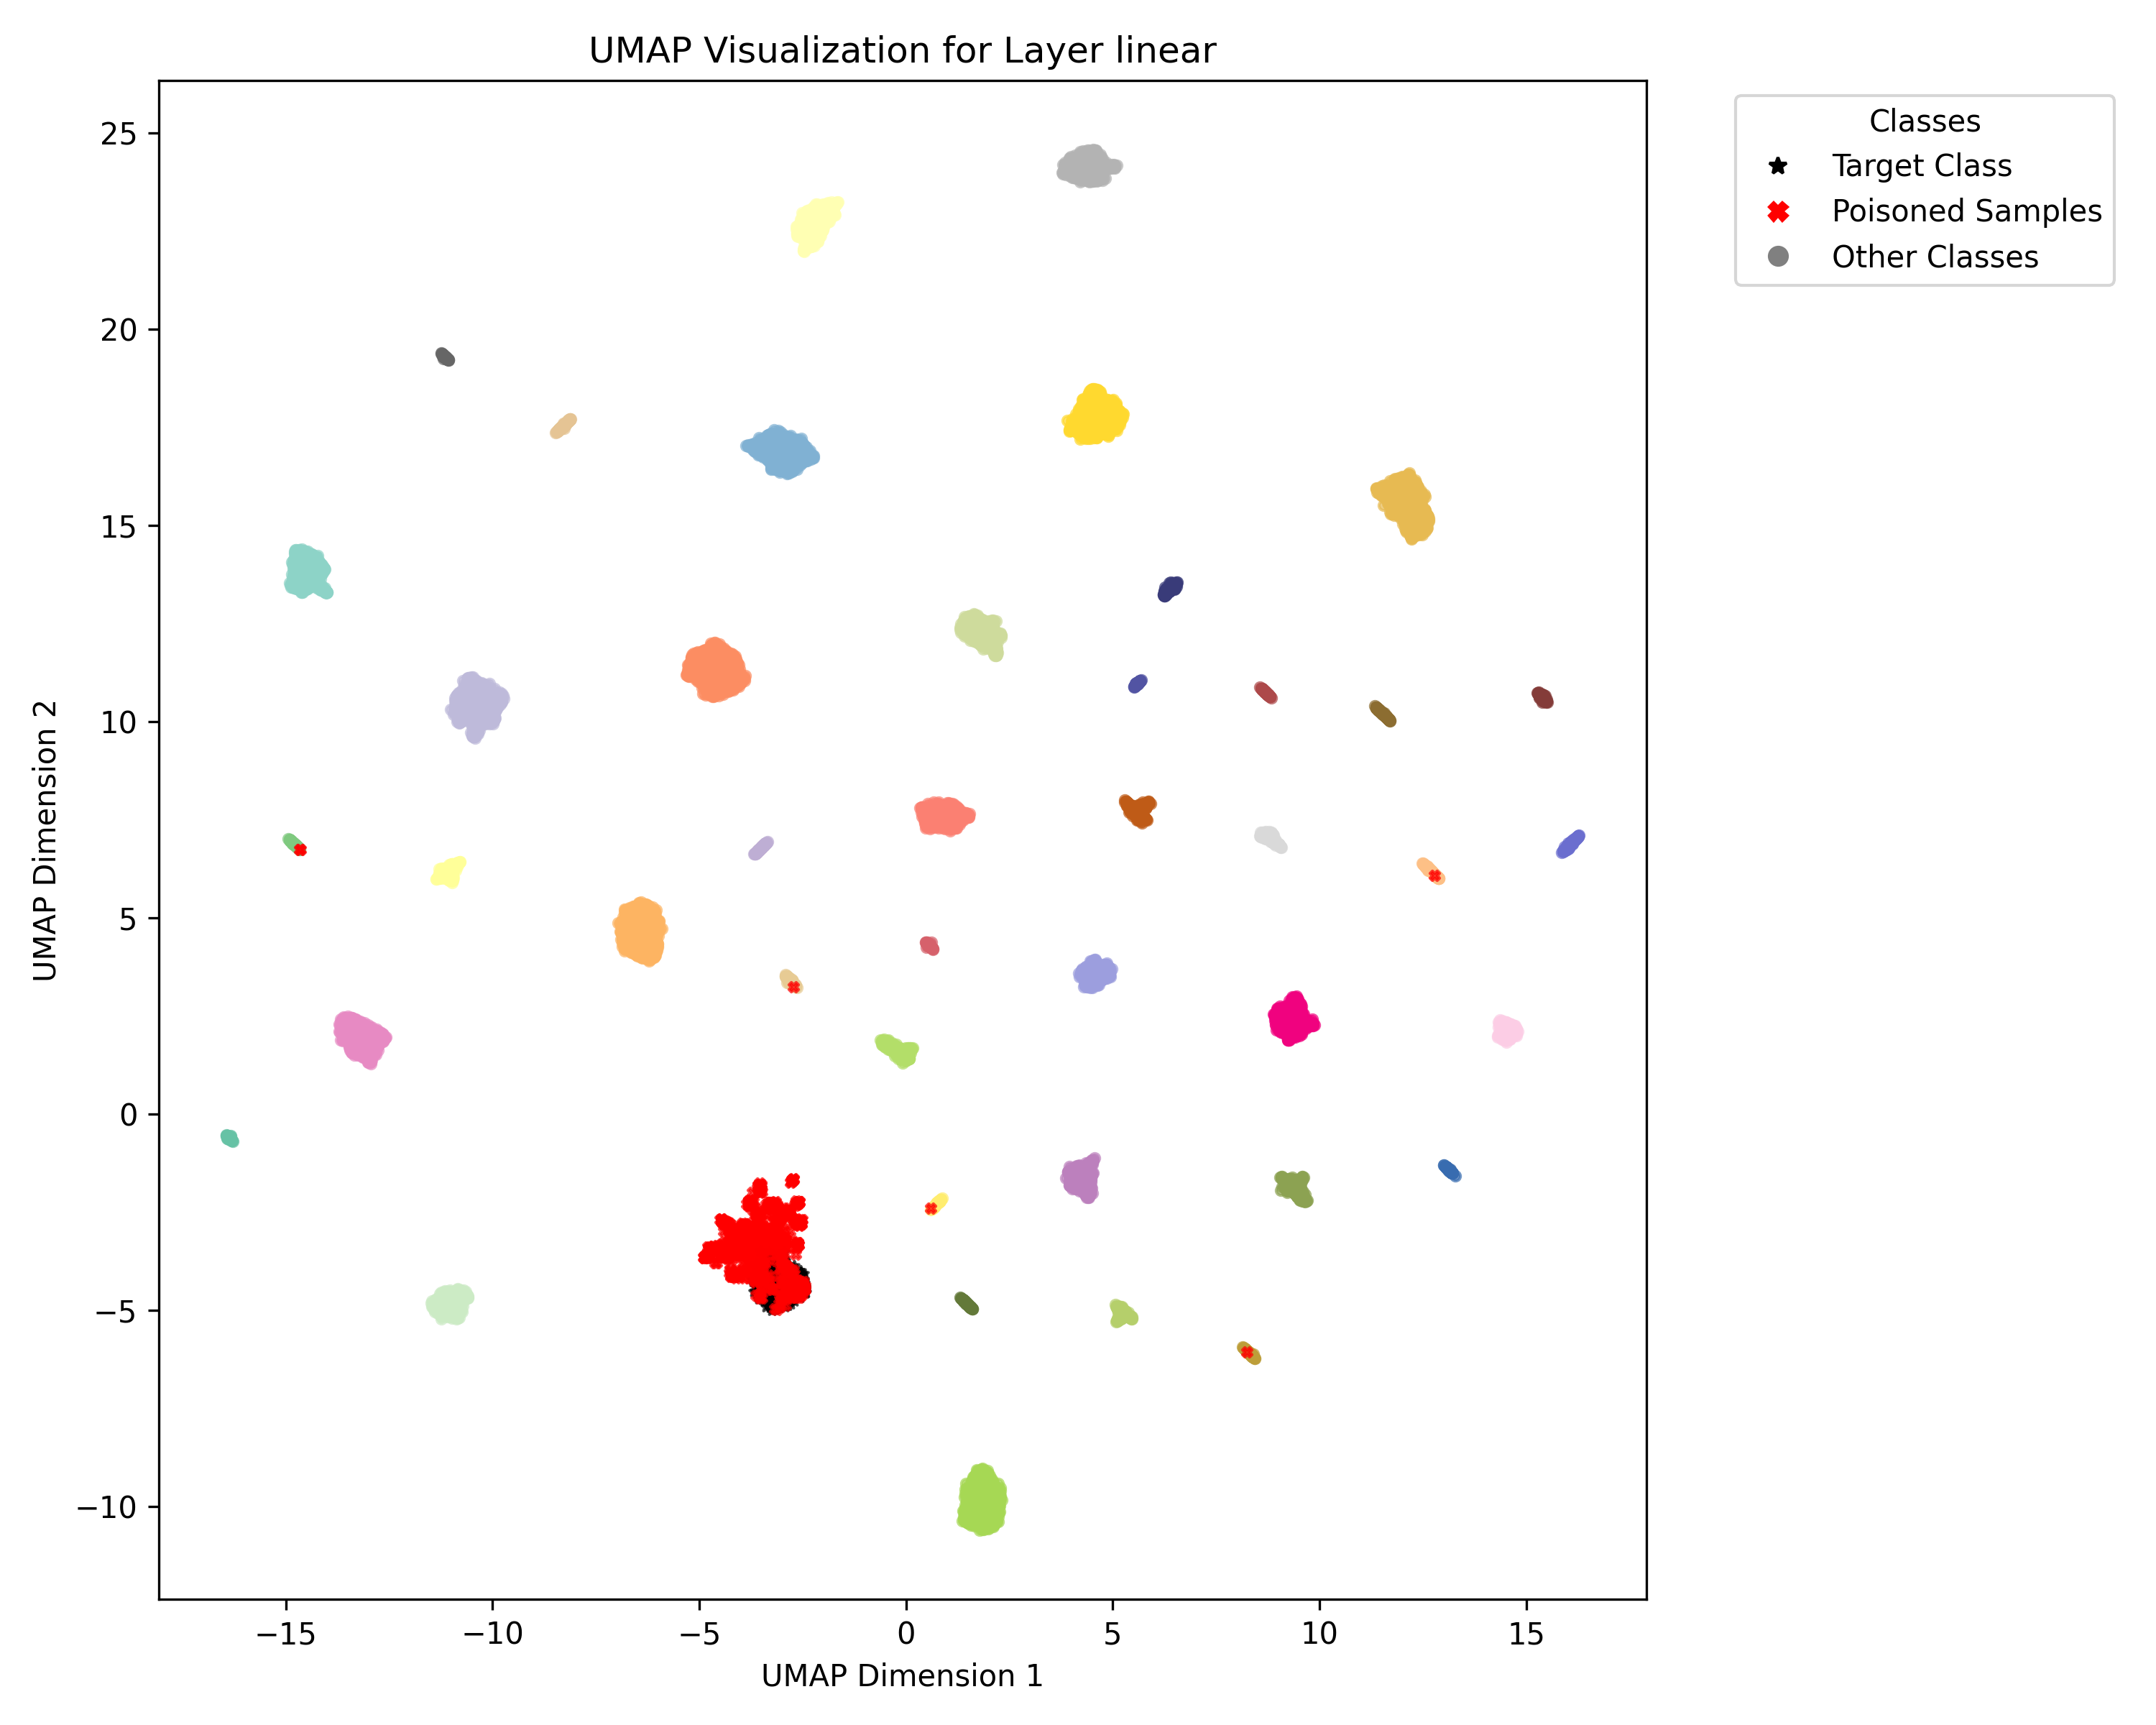 UMAP Visualization for Layer linear
Classes
Target Class
Poisoned Samples
Other Classes
UMAP Dimension 2
25
20
15
10
5
0
−5
−10
−15
−10
−5
0
5
10
15
UMAP Dimension 1